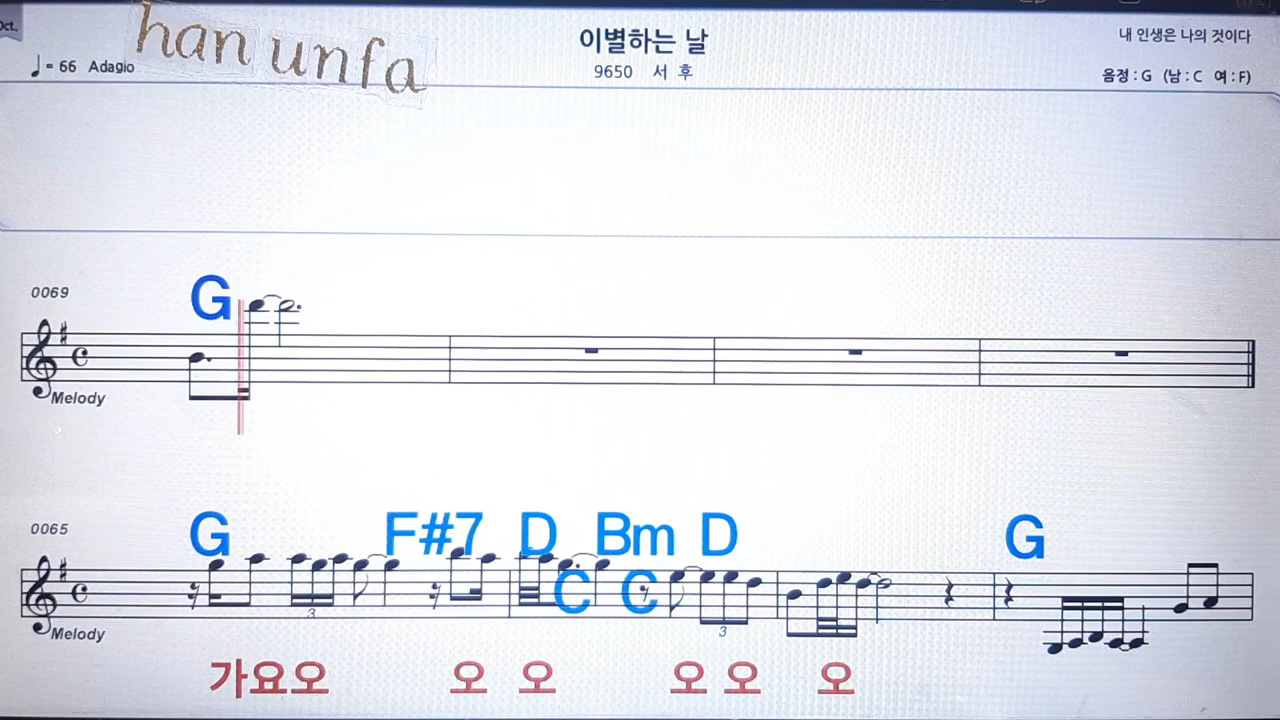 Oct.
han unfa
이별하는 날
내 인생은 나의 것이다
♩= 66 Adagio
9650 서 후
음정 : G (남 : C 여 : F)
0069
G
Melody
0065
G F#7 D Bm D G
C C
3 3
Melody
가요오 오 오 오 오 오